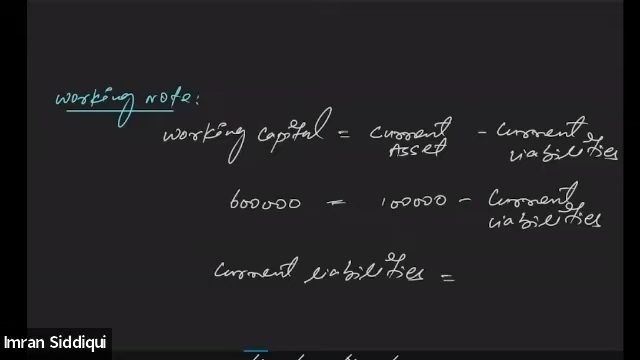 working note:
working capital = current Asset - current liabilities
600000 = 100000 - current liabilities
current liabilities =
Imran Siddiqui